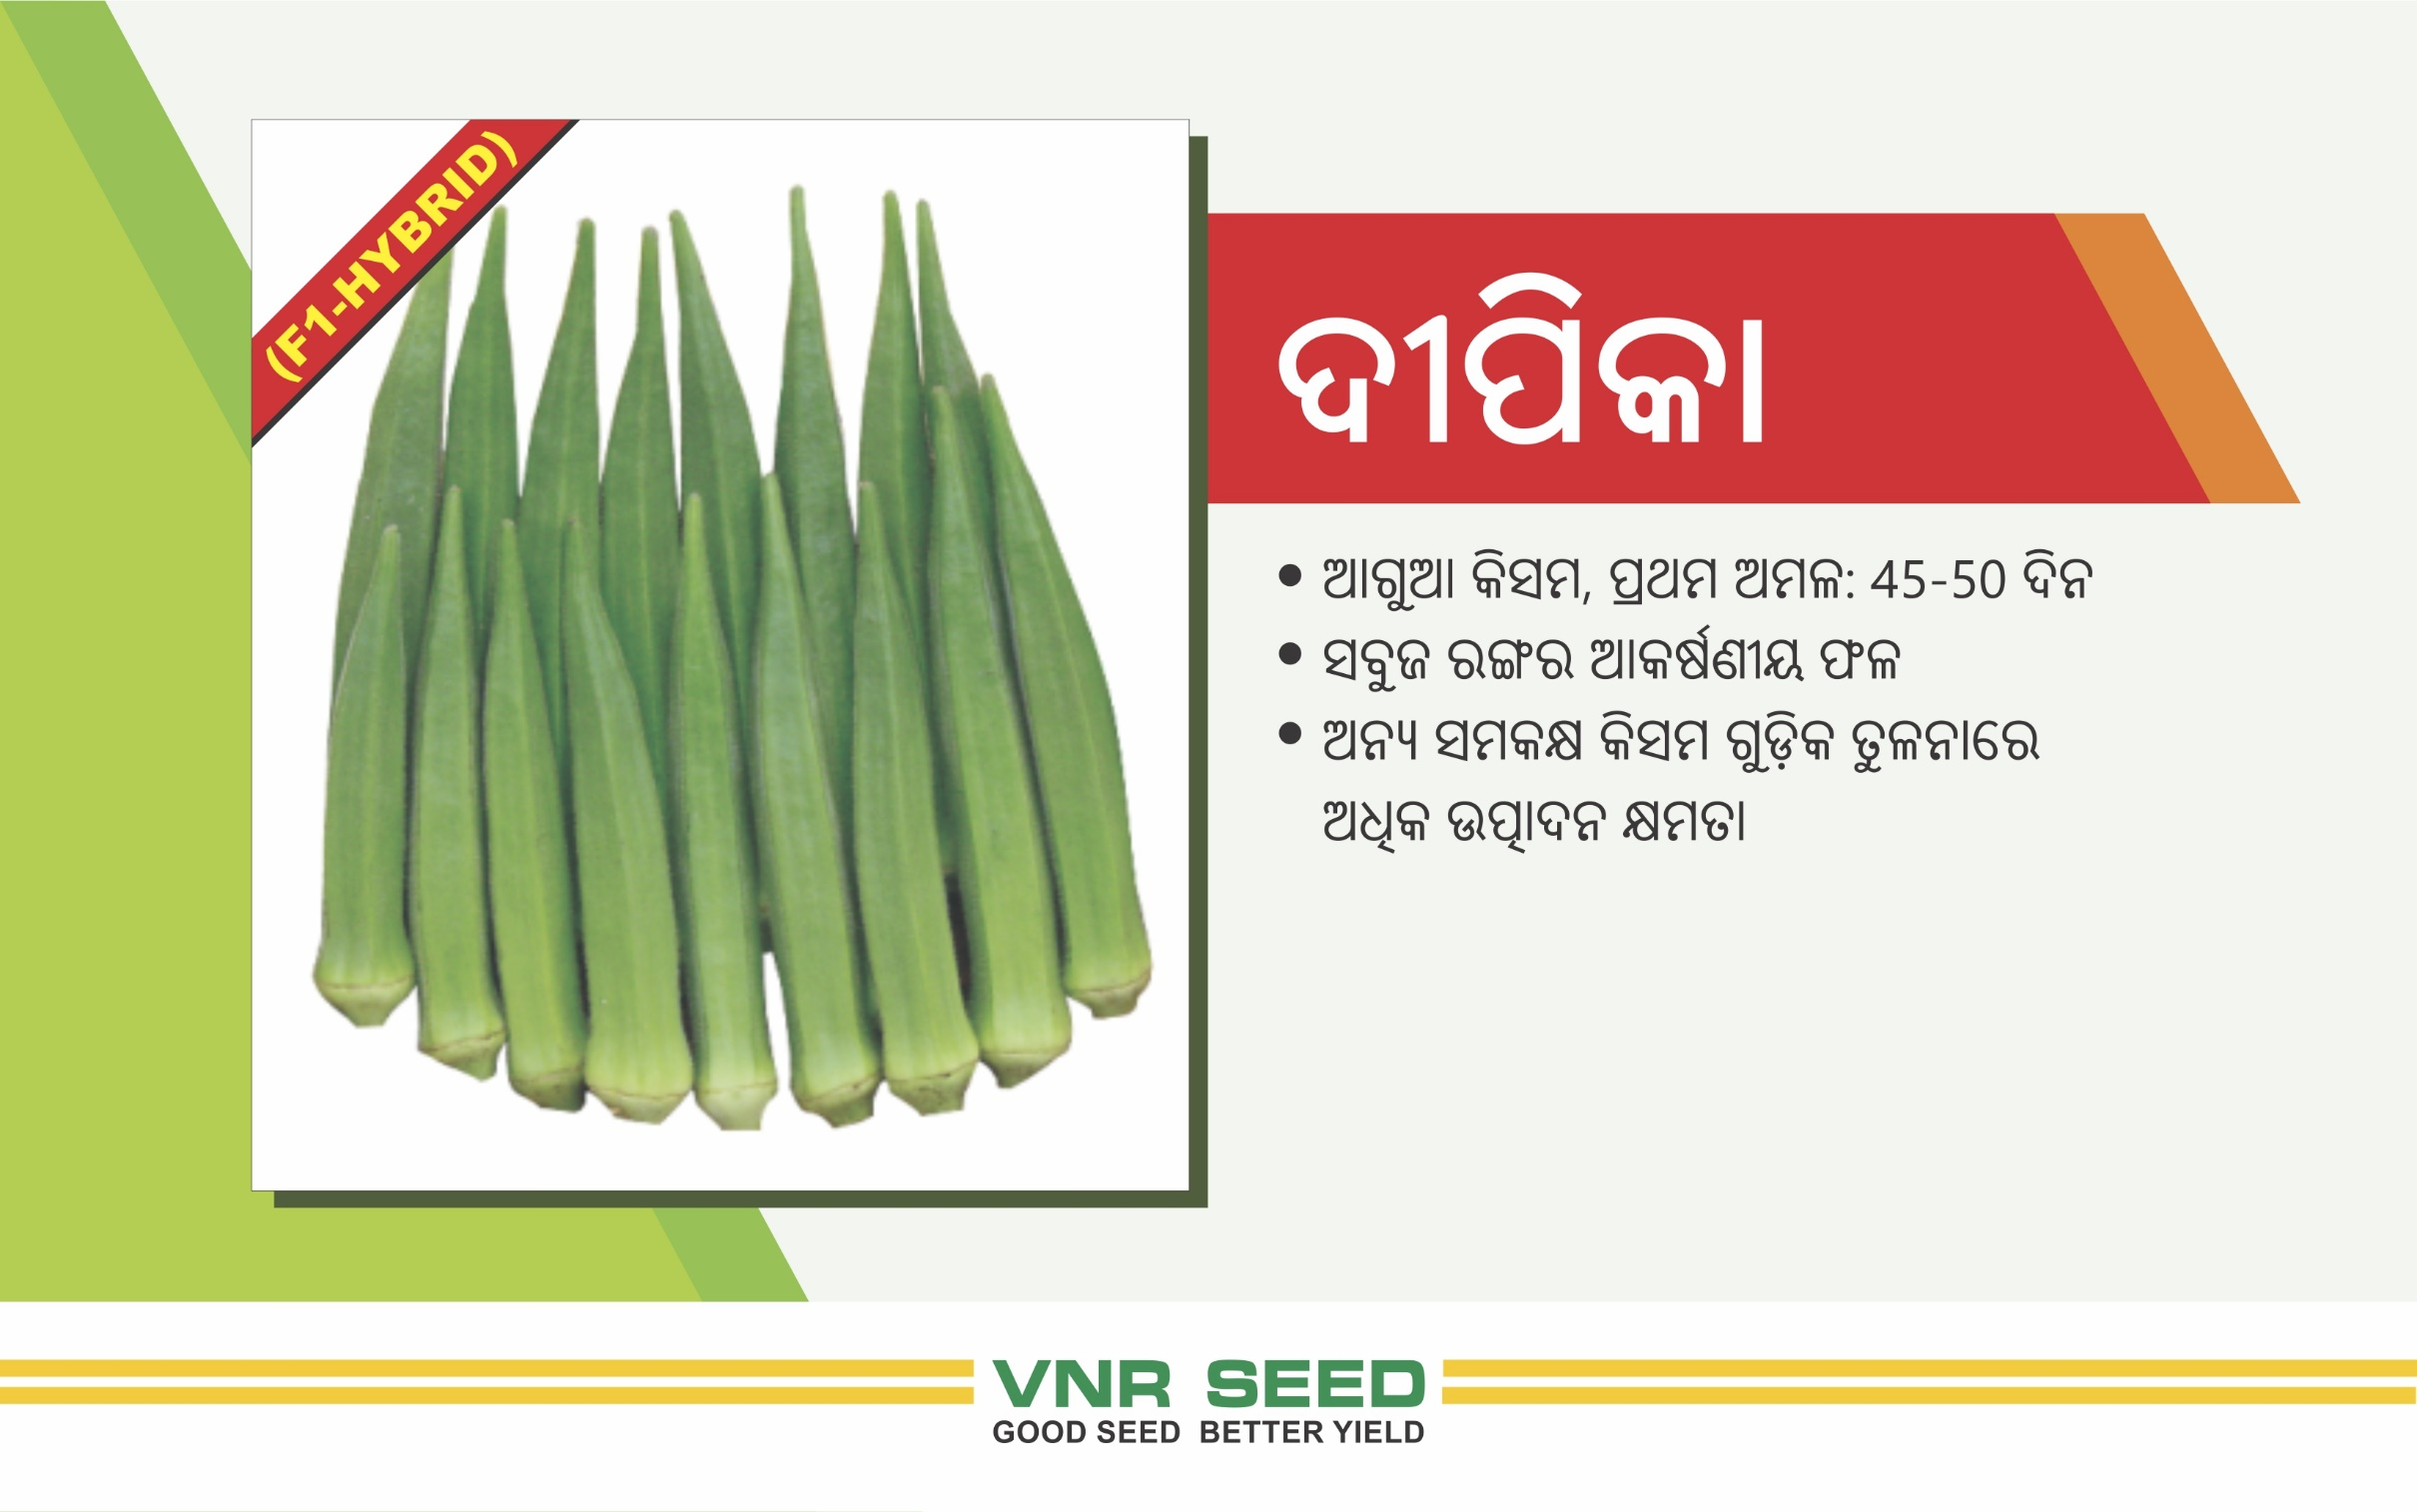 (F1-HYBRID)
ଦୀପିକା
● ଆଗୁଆ କିସମ, ପ୍ରଥମ ଅମଳ: 45-50 ଦିନ
● ସବୁଜ ରଙ୍ଗର ଆକର୍ଷଣୀୟ ଫଳ
● ଅନ୍ୟ ସମକକ୍ଷ କିସମ ଗୁଡ଼ିକ ତୁଳନାରେ
ଅଧିକ ଉତ୍ପାଦନ କ୍ଷମତା
VNR SEED
GOOD SEED BETTER YIELD